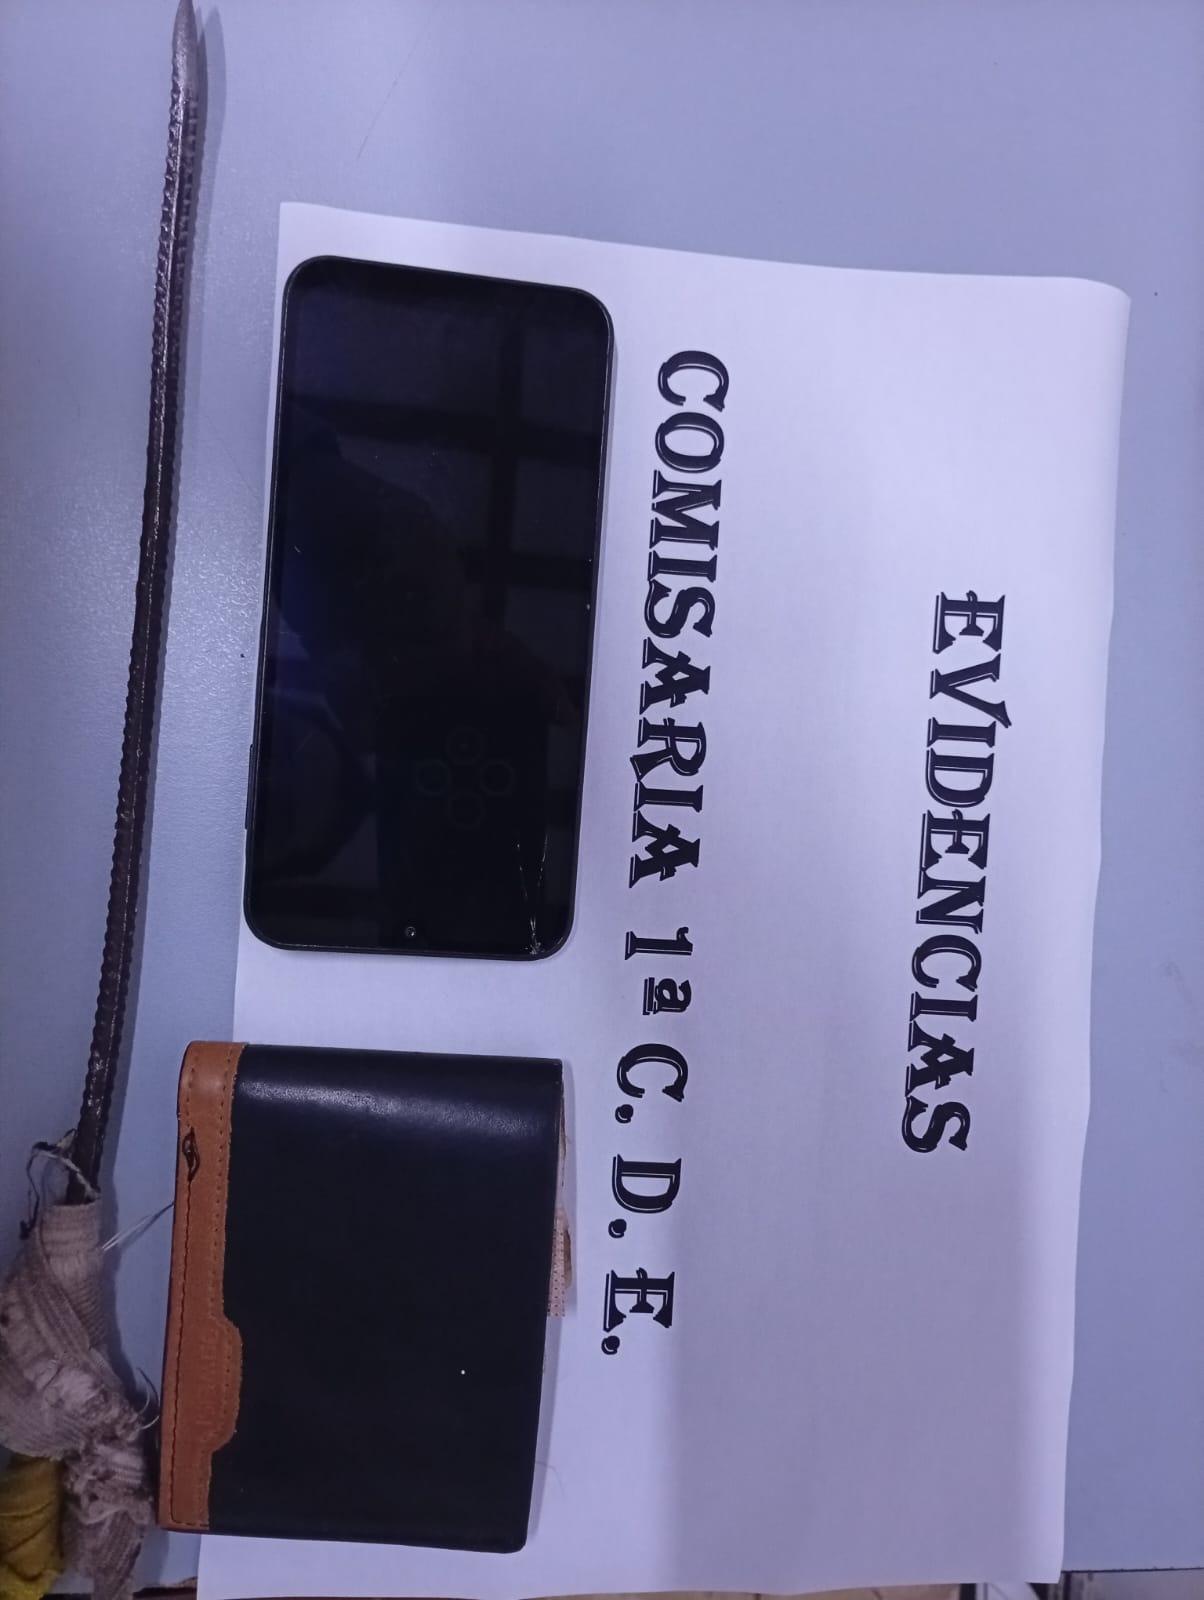 EVIDENCIAS
COMISARIA 1ª C. D. E.